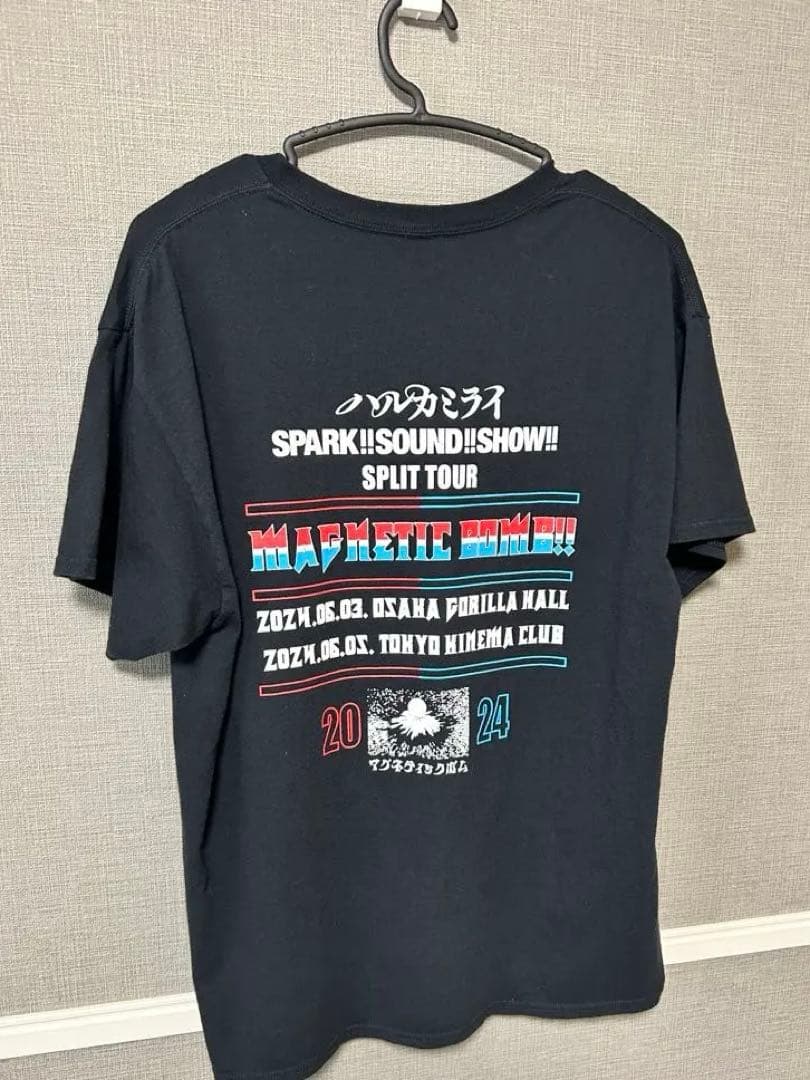 ハルカミライ
SPARK!!SOUND!!SHOW!!
SPLIT TOUR
MAGNETIC BOMB!!
2024.06.03. OSAKA GORILLA HALL
2024.06.05. TOKYO KINEMA CLUB
20 24
マグネティックボム